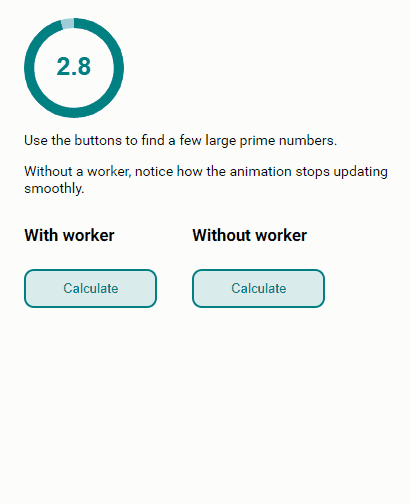 2.8
Use the buttons to find a few large prime numbers.
Without a worker, notice how the animation stops updating
smoothly.
With worker
Without worker
Calculate
Calculate